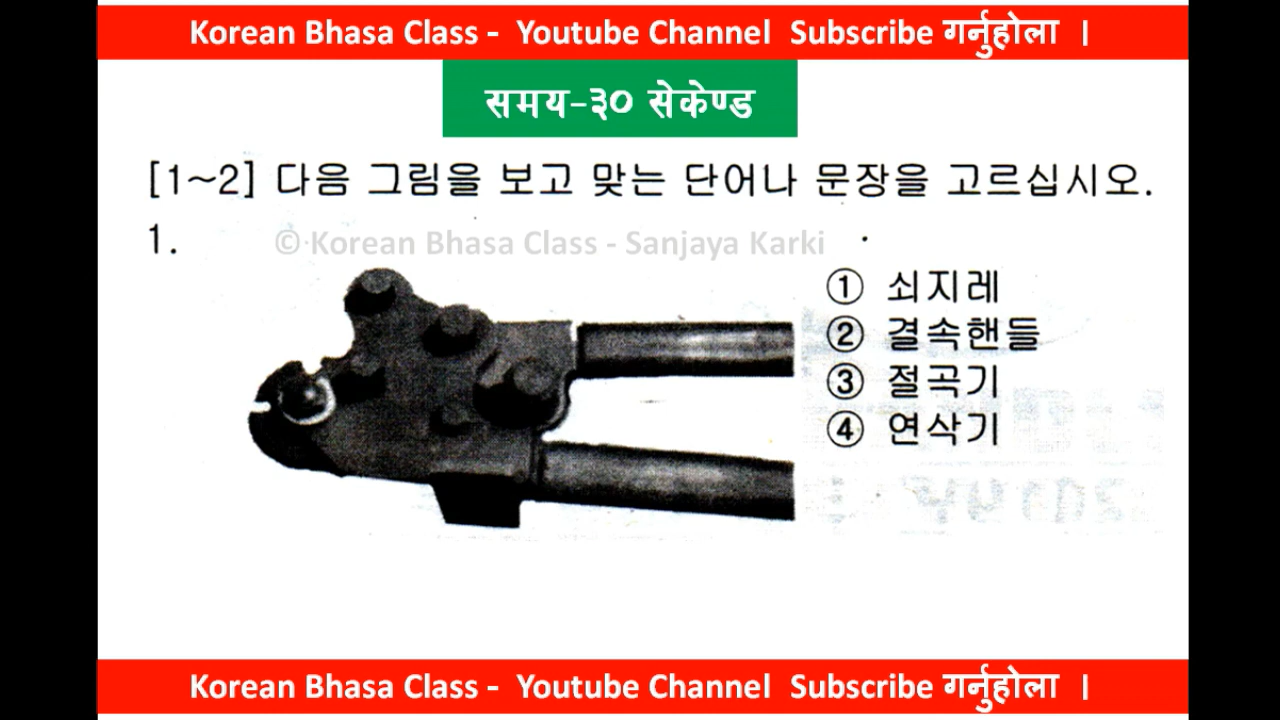 Korean Bhasa Class - Youtube Channel Subscribe गर्नुहोला ।
समय-३० सेकेण्ड
[1~2] 다음 그림을 보고 맞는 단어나 문장을 고르십시오.
1.
© Korean Bhasa Class - Sanjaya Karki
① 쇠지레
② 결속핸들
③ 절곡기
④ 연삭기
Korean Bhasa Class - Youtube Channel Subscribe गर्नुहोला ।